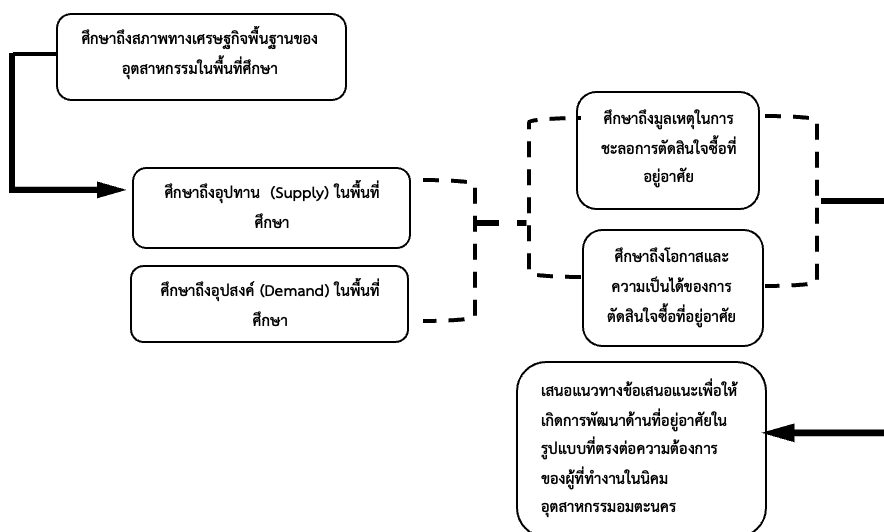 ศึกษาถึงสภาพทางเศรษฐกิจพื้นฐานของ
อุตสาหกรรมในพื้นที่ศึกษา
ศึกษาถึงอุปทาน (Supply) ในพื้นที่
ศึกษา
ศึกษาถึงอุปสงค์ (Demand) ในพื้นที่
ศึกษา
ศึกษาถึงมูลเหตุในการ
ชะลอการตัดสินใจซื้อที่
อยู่อาศัย
ศึกษาถึงโอกาสและ
ความเป็นได้ของการ
ตัดสินใจซื้อที่อยู่อาศัย
เสนอแนวทางข้อเสนอแนะเพื่อให้
เกิดการพัฒนาด้านที่อยู่อาศัยใน
รูปแบบที่ตรงต่อความต้องการ
ของผู้ที่ทำงานในนิคม
อุตสาหกรรมอมตะนคร